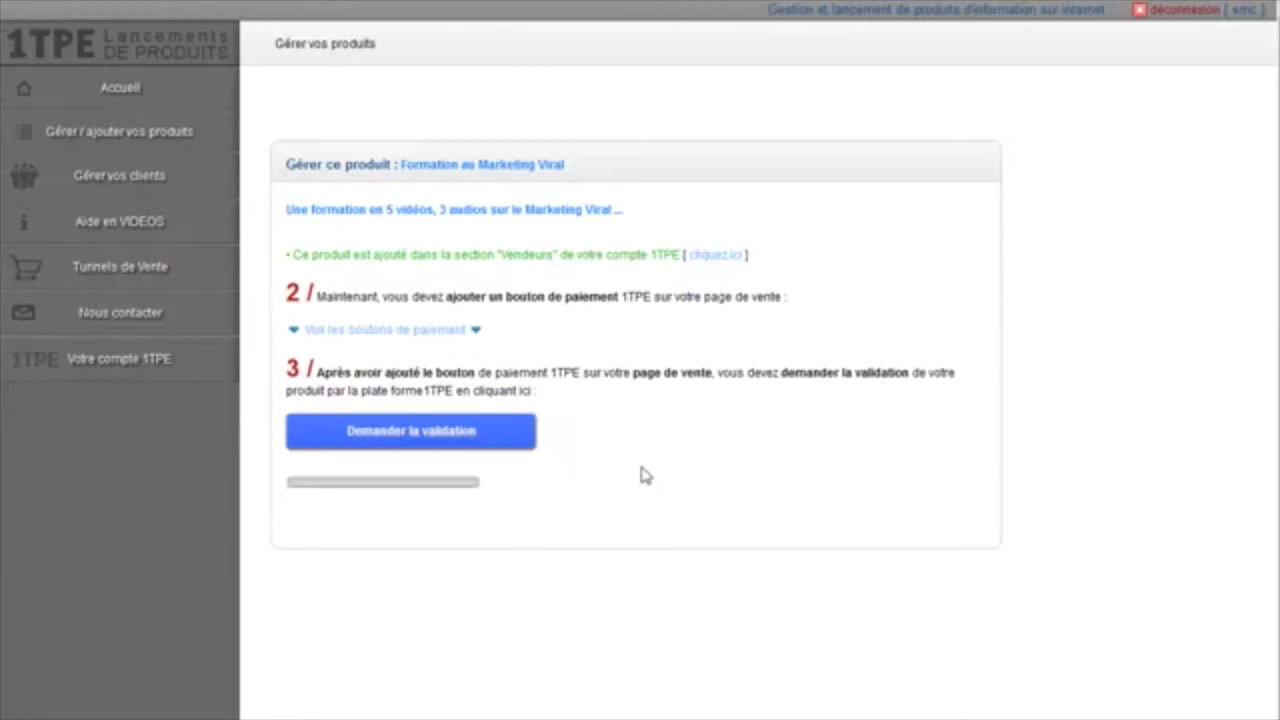 Gestion et lancement de produits d'information sur internet
déconnexion [ smc ]
1TPE Lancements
DE PRODUITS
Gérer vos produits
Accueil
Gérer / ajouter vos produits
Gérer vos clients
Aide en VIDEOS
Tunnels de Vente
Nous contacter
1TPE Votre compte 1TPE
Gérer ce produit : Formation au Marketing Viral
Une formation en 5 vidéos, 3 audios sur le Marketing Viral ...
• Ce produit est ajouté dans la section "Vendeurs" de votre compte 1TPE [ cliquez ici ]
2 / Maintenant, vous devez ajouter un bouton de paiement 1TPE sur votre page de vente :
Voir les boutons de paiement
3 / Après avoir ajouté le bouton de paiement 1TPE sur votre page de vente, vous devez demander la validation de votre
produit par la plate forme1TPE en cliquant ici :
Demander la validation